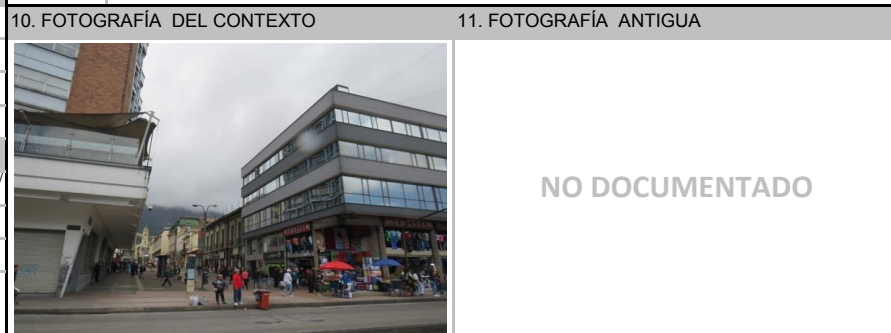 10. FOTOGRAFÍA DEL CONTEXTO
11. FOTOGRAFÍA ANTIGUA
NO DOCUMENTADO